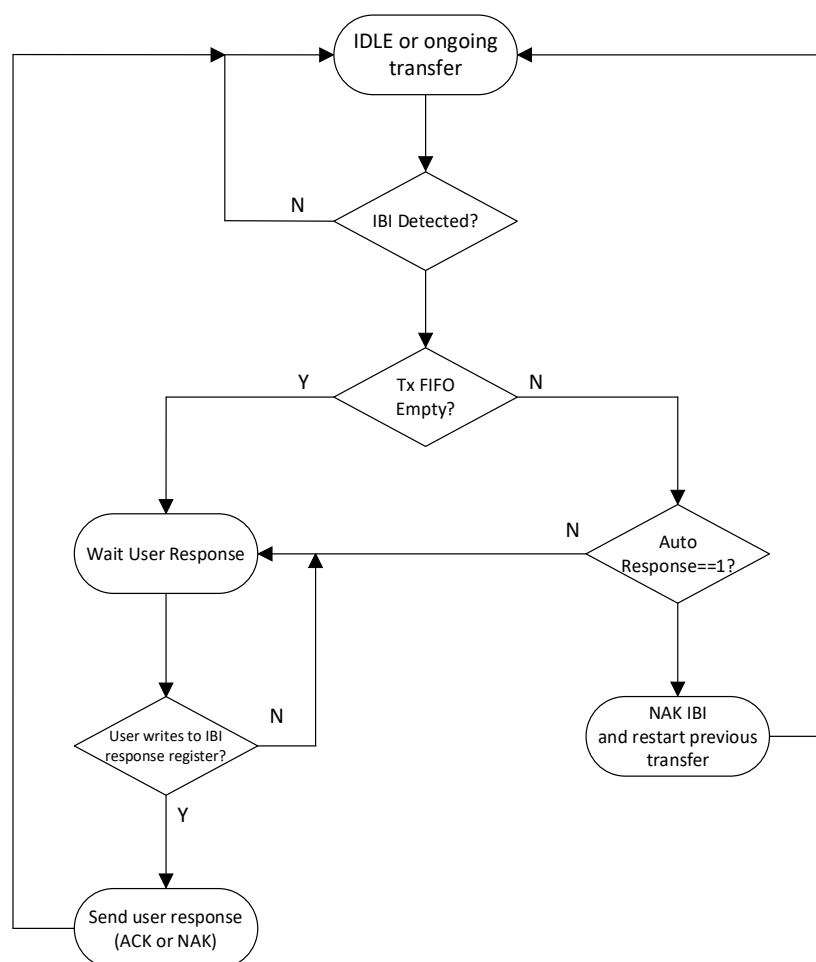 IDLE or ongoing
transfer
N
IBI Detected?
Y
Tx FIFO
Empty?
N
Wait User Response
N
Auto
Response==1?
User writes to IBI
response register?
N
NAK IBI
and restart previous
transfer
Y
Send user response
(ACK or NAK)